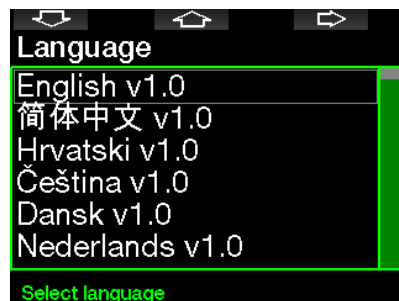 Language
English v1.0
简体中文 v1.0
Hrvatski v1.0
Čeština v1.0
Dansk v1.0
Nederlands v1.0
Select language